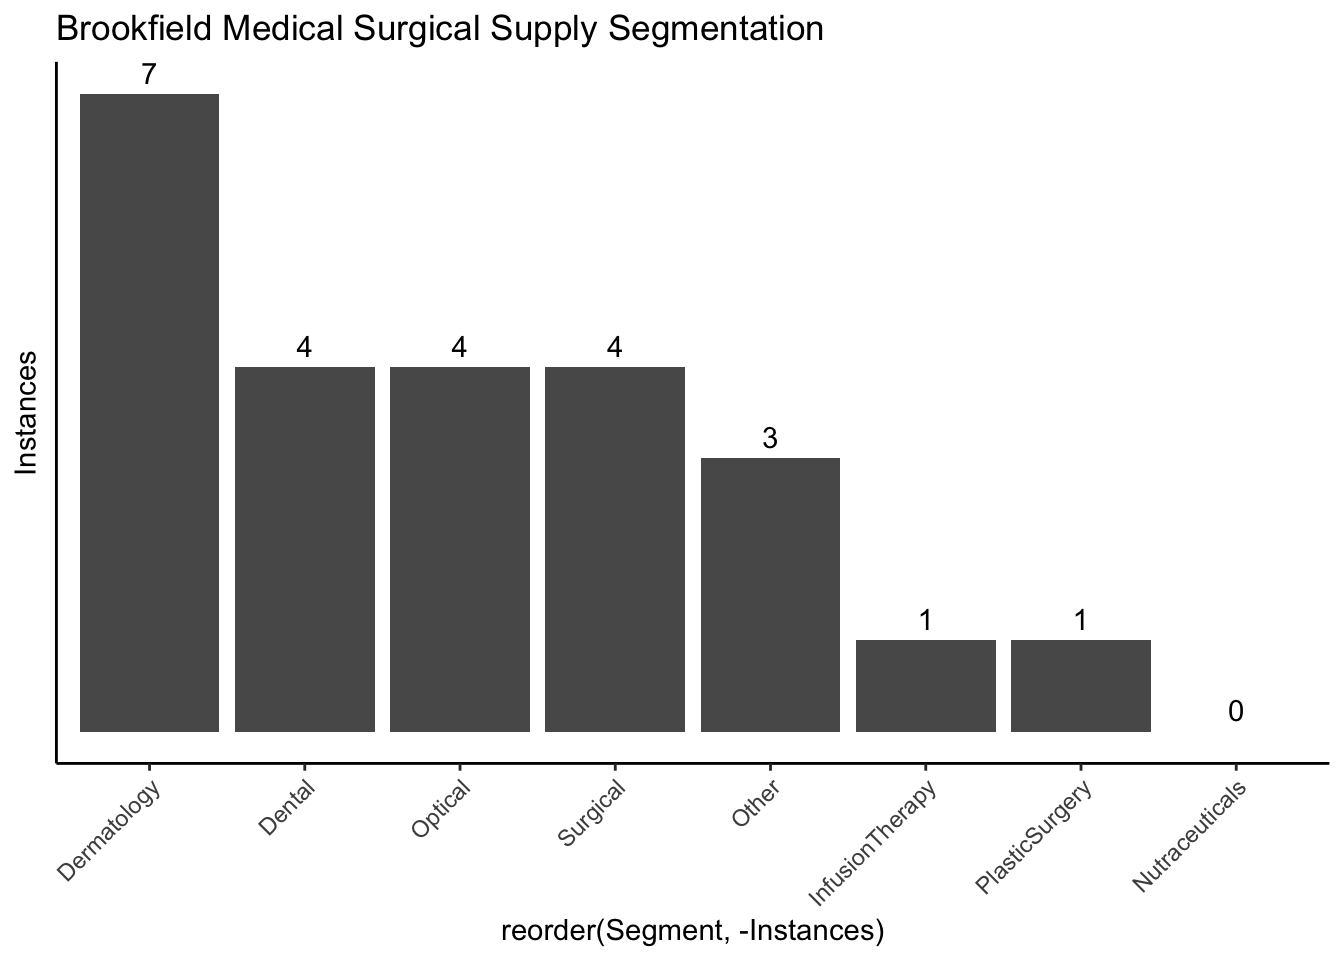 Brookfield Medical Surgical Supply Segmentation
7
4
4
4
3
1
1
0
Instances
Dermatology
Dental
Optical
Surgical
Other
InfusionTherapy
PlasticSurgery
Nutraceuticals
reorder(Segment, -Instances)